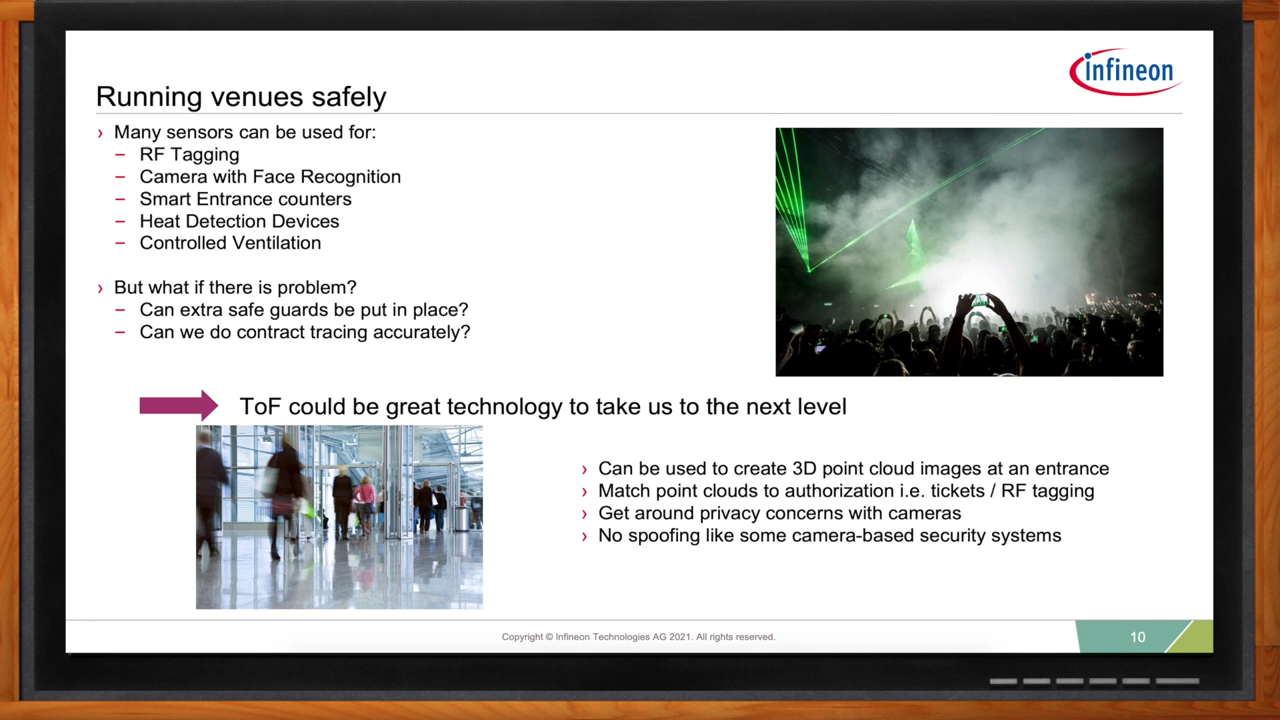 infineon
Running venues safely
› Many sensors can be used for:
– RF Tagging
– Camera with Face Recognition
– Smart Entrance counters
– Heat Detection Devices
– Controlled Ventilation
› But what if there is problem?
– Can extra safe guards be put in place?
– Can we do contract tracing accurately?
ToF could be great technology to take us to the next level
› Can be used to create 3D point cloud images at an entrance
› Match point clouds to authorization i.e. tickets / RF tagging
› Get around privacy concerns with cameras
› No spoofing like some camera-based security systems
Copyright © Infineon Technologies AG 2021. All rights reserved.
10